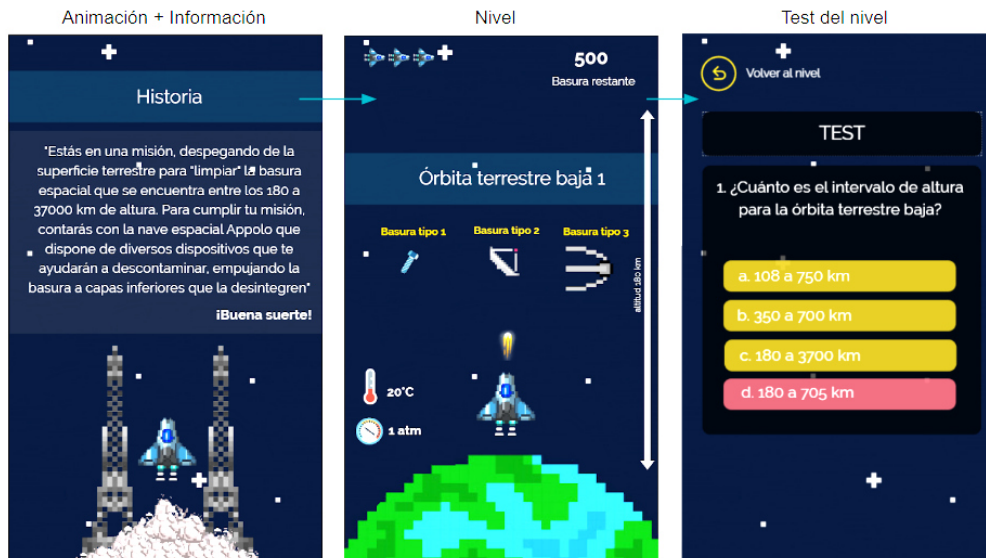 Animación + Información
Historia
"Estás en una misión, despegando de la
superficie terrestre para "limpiar" la basura
espacial que se encuentra entre los 180 a
37000 km de altura. Para cumplir tu misión,
contarás con la nave espacial Appolo que
dispone de diversos dispositivos que te
ayudarán a descontaminar, empujando la
basura a capas inferiores que la desintegren"
¡Buena suerte!
Nivel
500
Basura restante
Órbita terrestre baja 1
Basura tipo 1
Basura tipo 2
Basura tipo 3
altitud 180 km
20°C
1 atm
Test del nivel
Volver al nivel
TEST
1. ¿Cuánto es el intervalo de altura
para la órbita terrestre baja?
a. 108 a 750 km
b. 350 a 700 km
c. 180 a 3700 km
d. 180 a 705 km